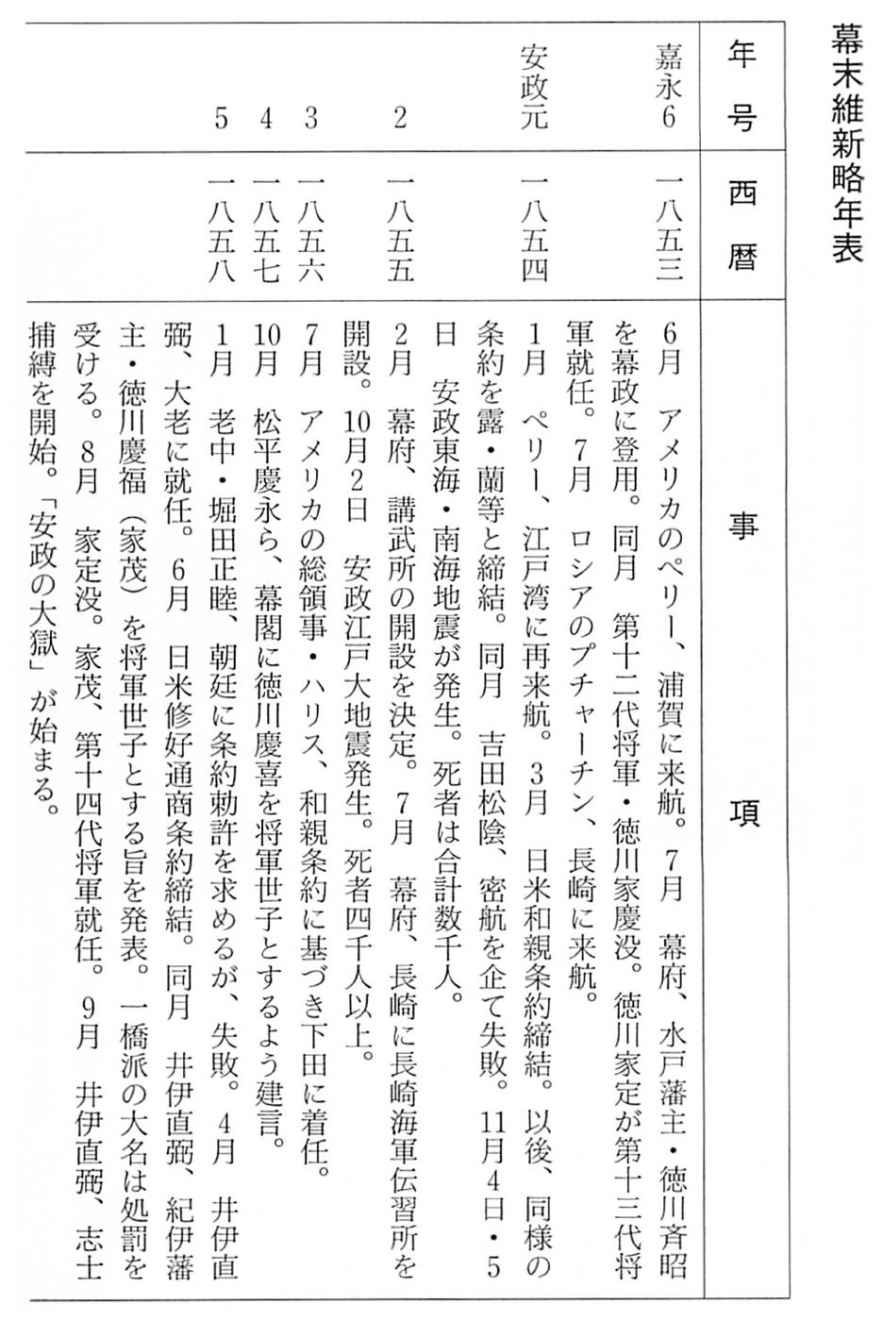 幕末維新略年表
年号 西暦 事項
嘉永6 一八五三 6月　アメリカのペリー、浦賀に来航。7月　幕府、水戸藩主・徳川斉昭
を幕政に登用。同月　第十二代将軍・徳川家慶没。徳川家定が第十三代将
軍就任。7月　ロシアのプチャーチン、長崎に来航。
安政元 一八五四 1月　ペリー、江戸湾に再来航。3月　日米和親条約締結。以後、同様の
条約を露・蘭等と締結。同月　吉田松陰、密航を企て失敗。11月4日・5
日　安政東海・南海地震が発生。死者は合計数千人。
2 一八五五 2月　幕府、講武所の開設を決定。7月　幕府、長崎に長崎海軍伝習所を
開設。10月2日　安政江戸大地震発生。死者四千人以上。
3 一八五六 7月　アメリカの総領事・ハリス、和親条約に基づき下田に着任。
4 一八五七 10月　松平慶永ら、幕閣に徳川慶喜を将軍世子とするよう建言。
5 一八五八 1月　老中・堀田正睦、朝廷に条約勅許を求めるが、失敗。4月　井伊直
弼、大老に就任。6月　日米修好通商条約締結。同月　井伊直弼、紀伊藩
主・徳川慶福（家茂）を将軍世子とする旨を発表。一橋派の大名は処罰を
受ける。8月　家定没。家茂、第十四代将軍就任。9月　井伊直弼、志士
捕縛を開始。「安政の大獄」が始まる。